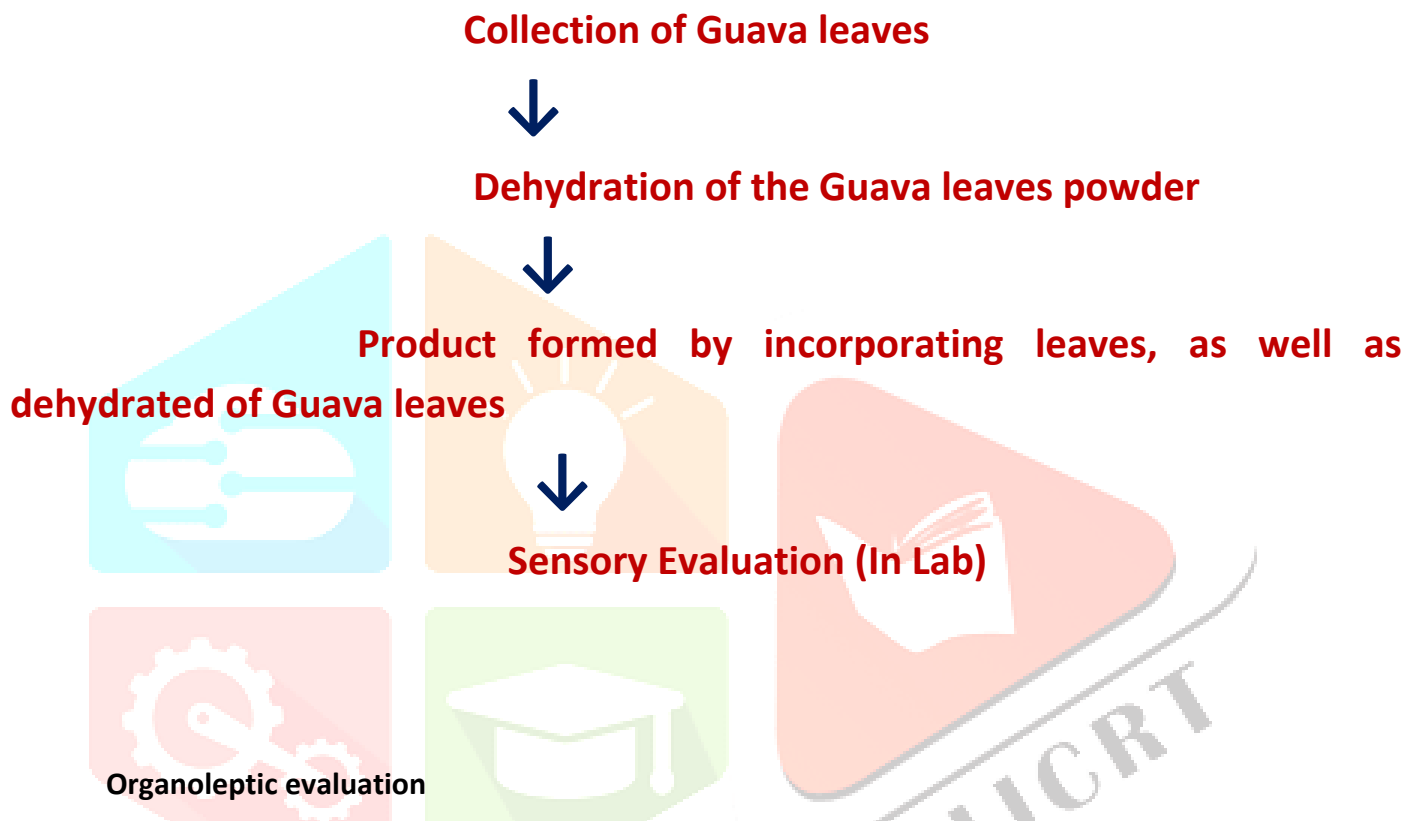 Collection of Guava leaves
↓
Dehydration of the Guava leaves powder
↓
Product formed by incorporating leaves, as well as
dehydrated of Guava leaves
↓
Sensory Evaluation (In Lab)
Organoleptic evaluation
IJCRT